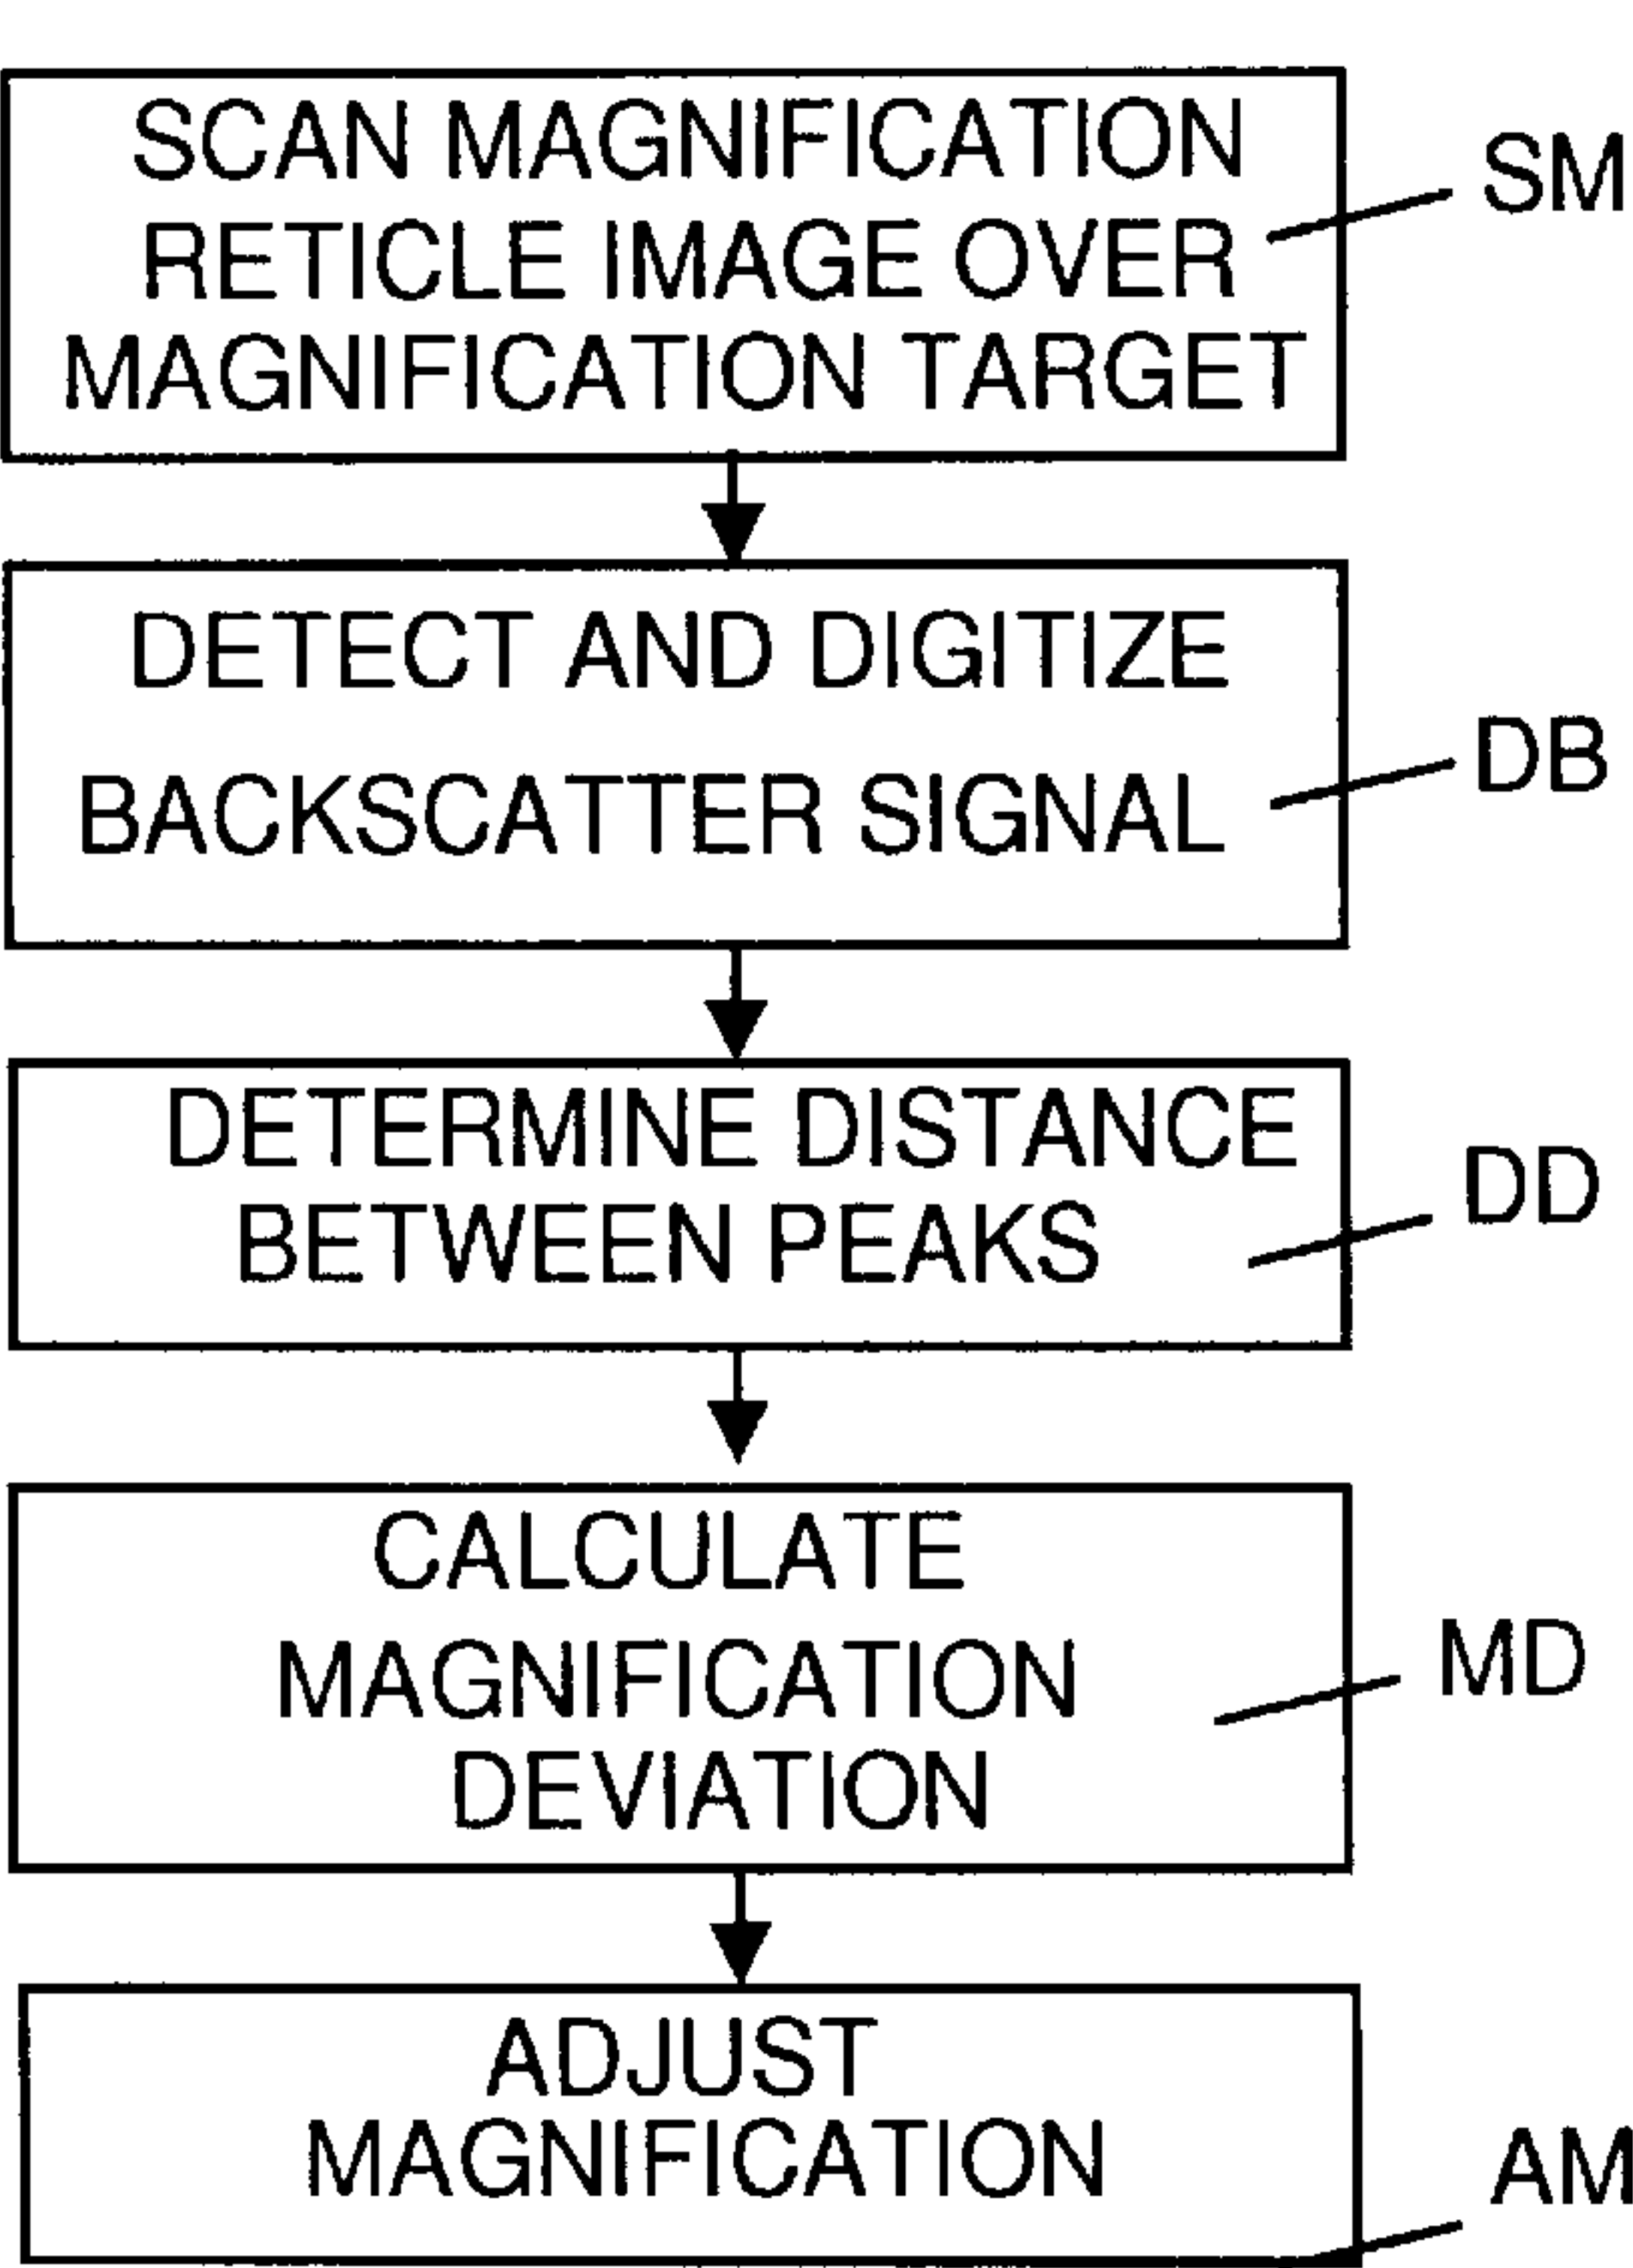 SCAN MAGNIFICATION
RETICLE IMAGE OVER
MAGNIFICATION TARGET
SM
DETECT AND DIGITIZE
BACKSCATTER SIGNAL
DB
DETERMINE DISTANCE
BETWEEN PEAKS
DD
CALCULATE
MAGNIFICATION
DEVIATION
MD
ADJUST
MAGNIFICATION
AM